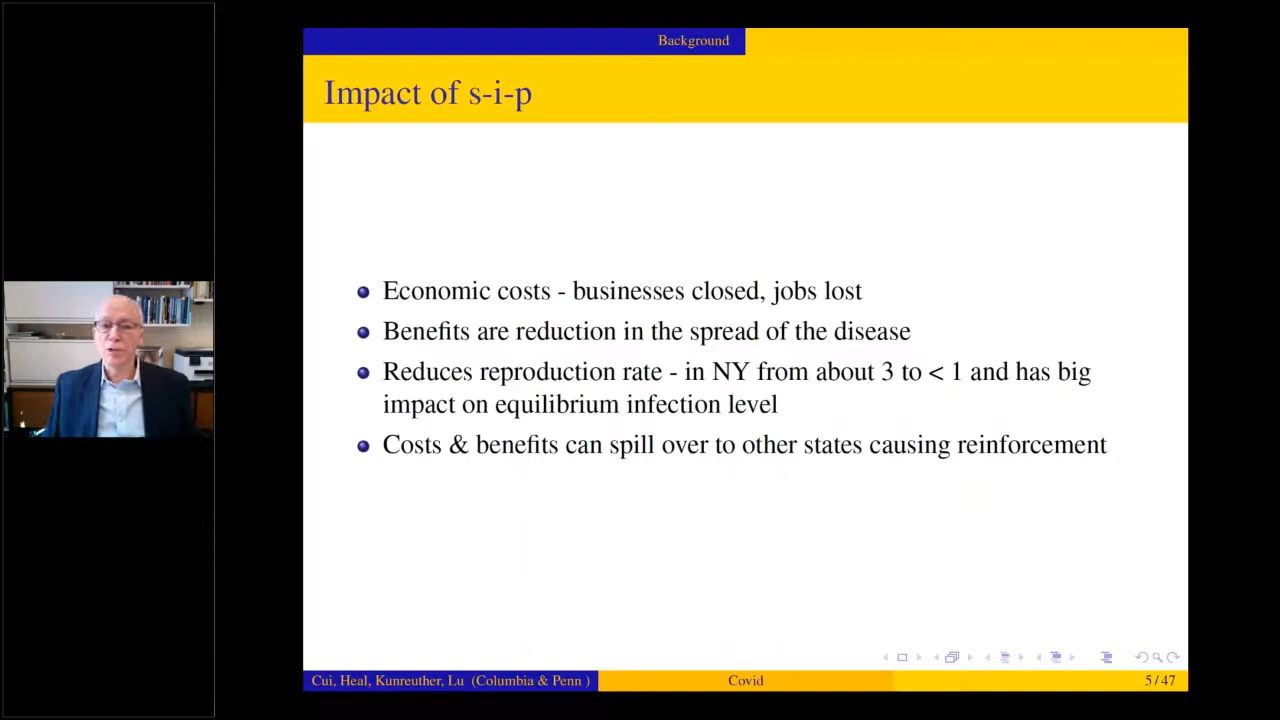 Background
Impact of s-i-p
Economic costs - businesses closed, jobs lost
Benefits are reduction in the spread of the disease
Reduces reproduction rate - in NY from about 3 to < 1 and has big
impact on equilibrium infection level
Costs & benefits can spill over to other states causing reinforcement
Cui, Heal, Kunreuther, Lu (Columbia & Penn )
Covid
5 / 47